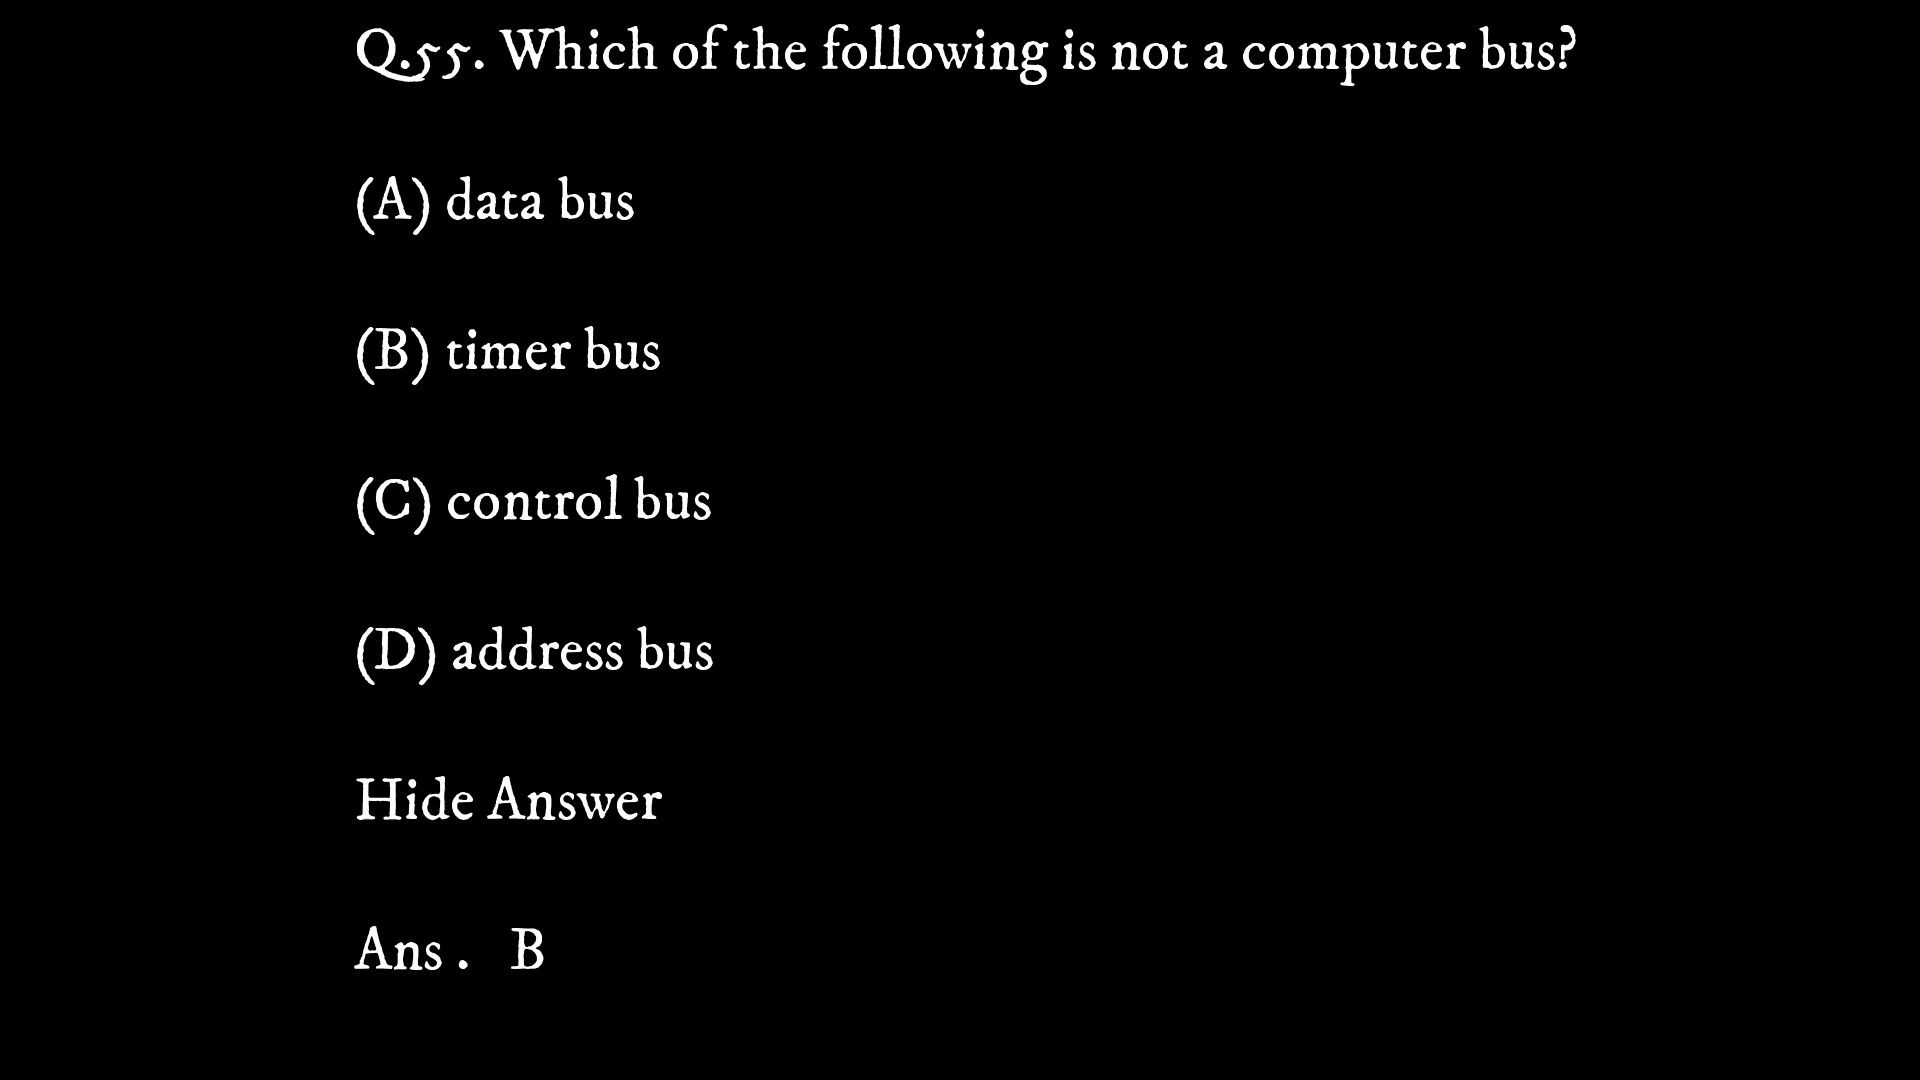 Q.55. Which of the following is not a computer bus?
(A) data bus
(B) timer bus
(C) control bus
(D) address bus
Hide Answer
Ans . B